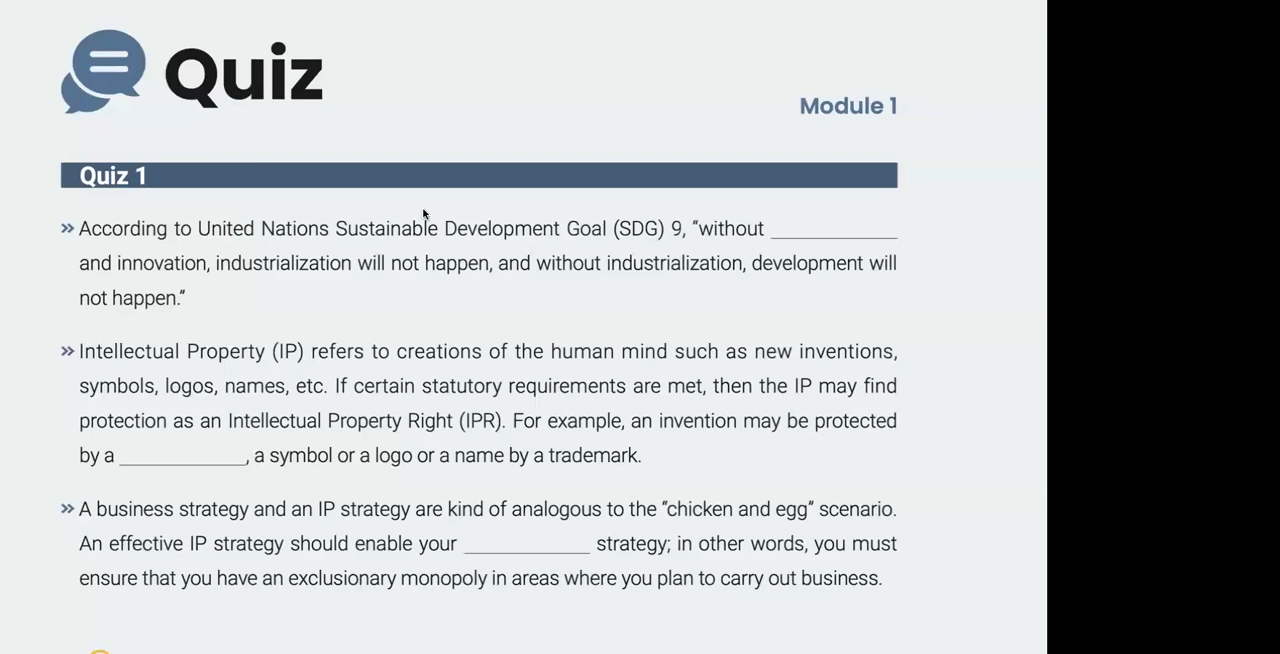 Quiz
Module 1
Quiz 1
» According to United Nations Sustainable Development Goal (SDG) 9, “without ____________
and innovation, industrialization will not happen, and without industrialization, development will
not happen.”
» Intellectual Property (IP) refers to creations of the human mind such as new inventions,
symbols, logos, names, etc. If certain statutory requirements are met, then the IP may find
protection as an Intellectual Property Right (IPR). For example, an invention may be protected
by a ____________, a symbol or a logo or a name by a trademark.
» A business strategy and an IP strategy are kind of analogous to the “chicken and egg” scenario.
An effective IP strategy should enable your ____________ strategy; in other words, you must
ensure that you have an exclusionary monopoly in areas where you plan to carry out business.